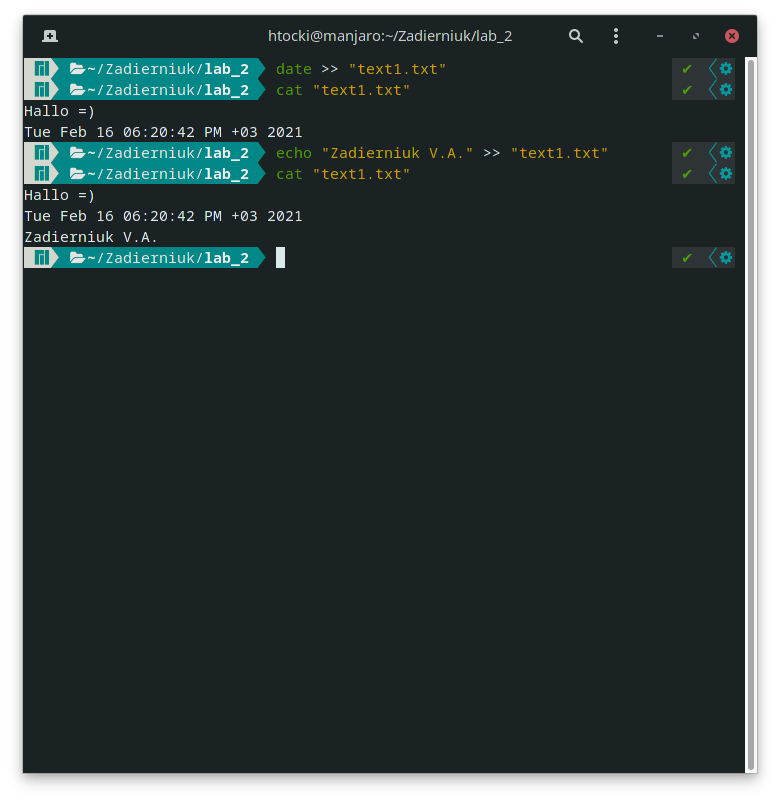 htocki@manjaro:~/Zadierniuk/lab_2
~/Zadierniuk/lab_2 date >> "text1.txt"
~/Zadierniuk/lab_2 cat "text1.txt"
Hallo =)
Tue Feb 16 06:20:42 PM +03 2021
~/Zadierniuk/lab_2 echo "Zadierniuk V.A." >> "text1.txt"
~/Zadierniuk/lab_2 cat "text1.txt"
Hallo =)
Tue Feb 16 06:20:42 PM +03 2021
Zadierniuk V.A.
~/Zadierniuk/lab_2